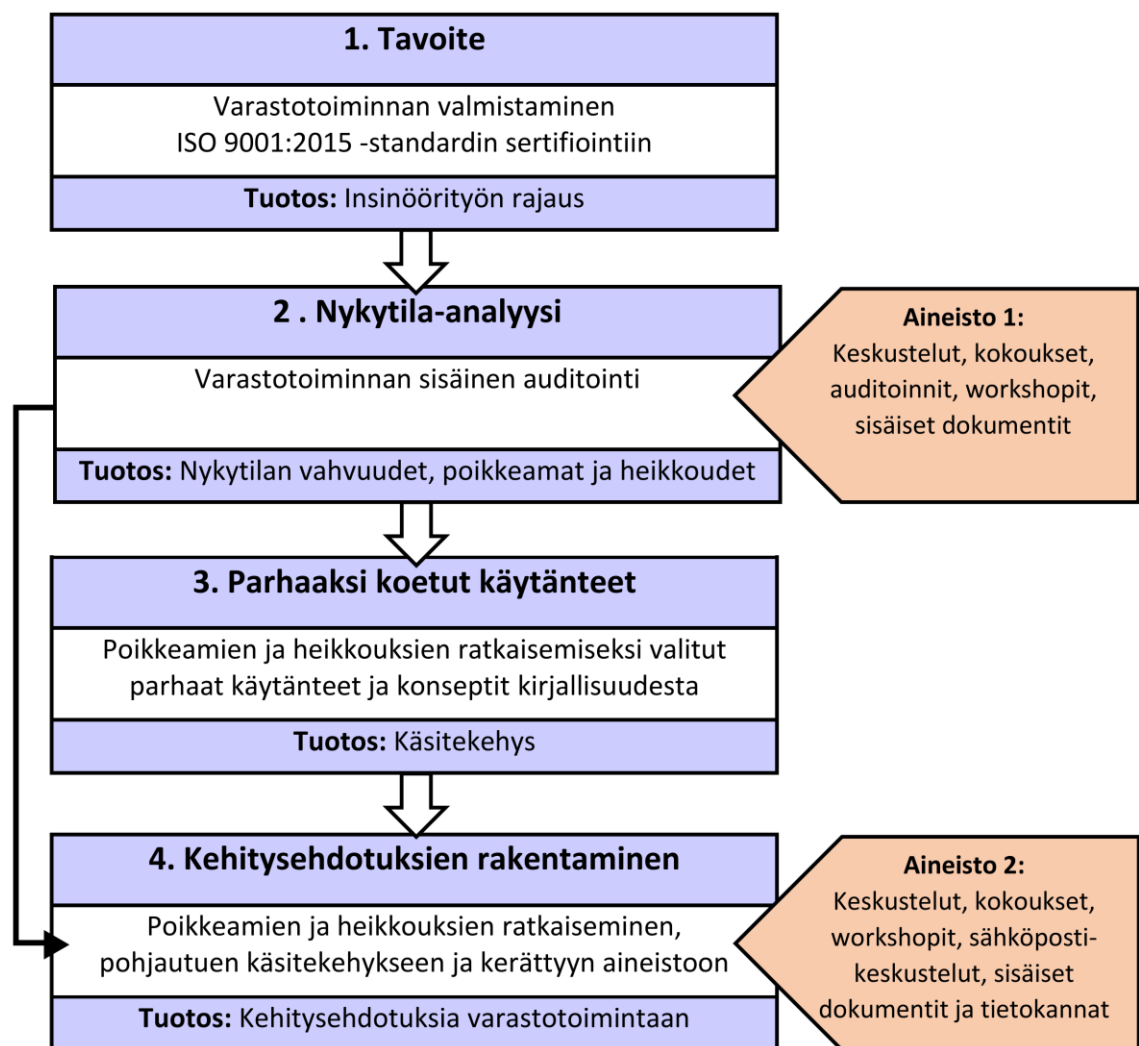 1. Tavoite
Varastotoiminnan valmistaminen
ISO 9001:2015 -standardin sertifiointiin
Tuotos: Insinöörityön rajaus
2 . Nykytila-analyysi
Varastotoiminnan sisäinen auditointi
Tuotos: Nykytilan vahvuudet, poikkeamat ja heikkoudet
Aineisto 1:
Keskustelut, kokoukset,
auditoinnit, workshopit,
sisäiset dokumentit
3. Parhaaksi koetut käytänteet
Poikkeamien ja heikkouksien ratkaisemiseksi valitut
parhaat käytänteet ja konseptit kirjallisuudesta
Tuotos: Käsitekehys
4. Kehitysehdotuksien rakentaminen
Poikkeamien ja heikkouksien ratkaiseminen,
pohjautuen käsitekehykseen ja kerättyyn aineistoon
Tuotos: Kehitysehdotuksia varastotoimintaan
Aineisto 2:
Keskustelut, kokoukset,
workshopit, sähköposti-
keskustelut, sisäiset
dokumentit ja tietokannat